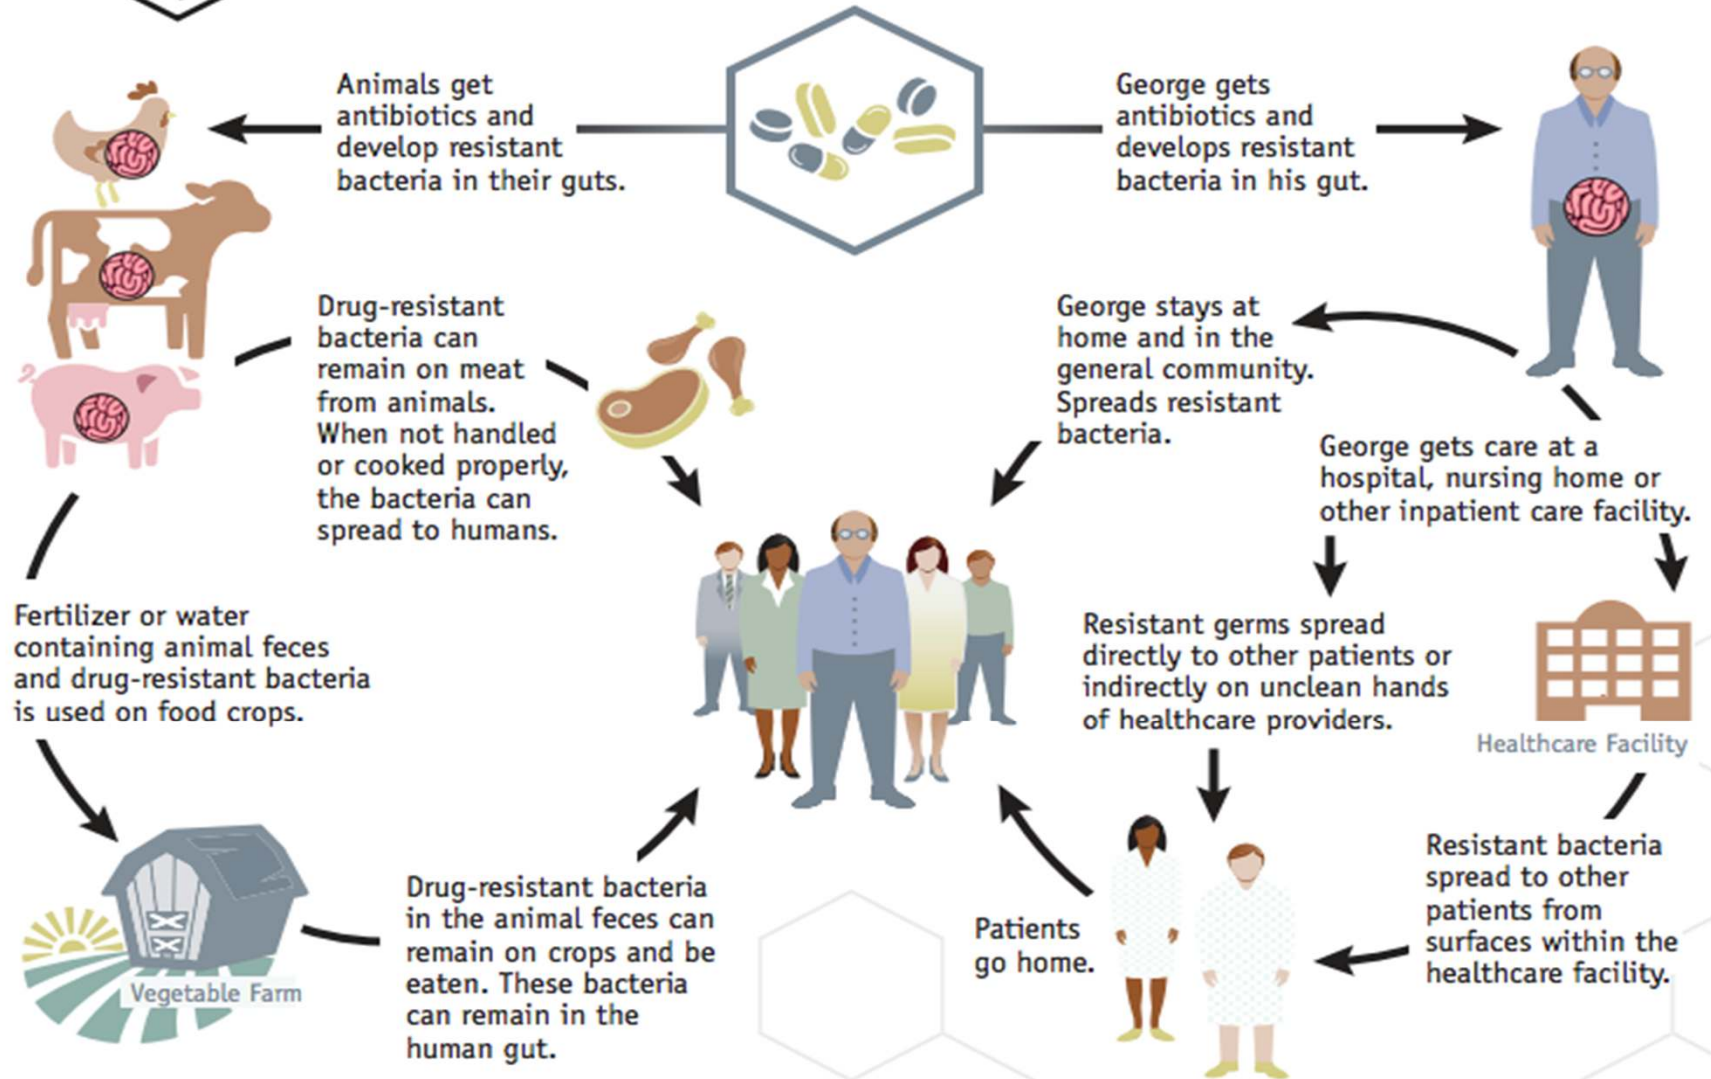 Animals get
antibiotics and
develop resistant
bacteria in their guts.
George gets
antibiotics and
develops resistant
bacteria in his gut.
Drug-resistant
bacteria can
remain on meat
from animals.
When not handled
or cooked properly,
the bacteria can
spread to humans.
George stays at
home and in the
general community.
Spreads resistant
bacteria.
George gets care at a
hospital, nursing home or
other inpatient care facility.
Fertilizer or water
containing animal feces
and drug-resistant bacteria
is used on food crops.
Resistant germs spread
directly to other patients or
indirectly on unclean hands
of healthcare providers.
Healthcare Facility
Vegetable Farm
Drug-resistant bacteria
in the animal feces can
remain on crops and be
eaten. These bacteria
can remain in the
human gut.
Patients
go home.
Resistant bacteria
spread to other
patients from
surfaces within the
healthcare facility.